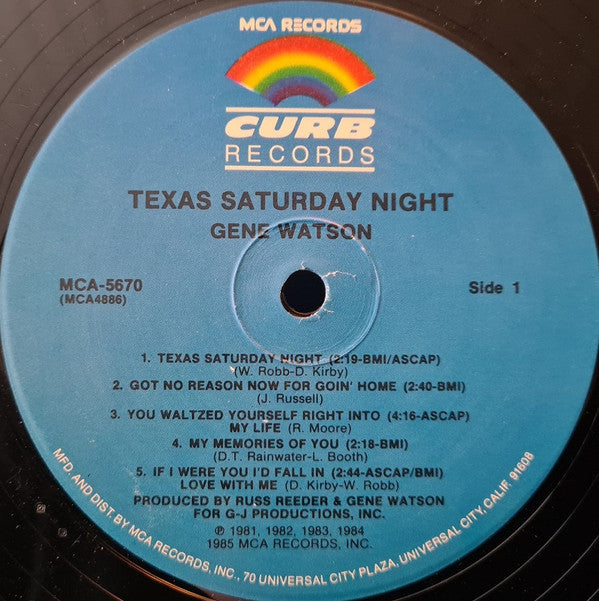 MCA RECORDS
CURB
RECORDS
TEXAS SATURDAY NIGHT
GENE WATSON
MCA-5670
(MCA4886)
Side 1
1. TEXAS SATURDAY NIGHT (2:19-BMI/ASCAP)
(W. Robb-D. Kirby)
2. GOT NO REASON NOW FOR GOIN' HOME (2:40-BMI)
(J. Russell)
3. YOU WALTZED YOURSELF RIGHT INTO (4:16-ASCAP)
MY LIFE (R. Moore)
4. MY MEMORIES OF YOU (2:18-BMI)
(D.T. Rainwater-L. Booth)
5. IF I WERE YOU I'D FALL IN (2:44-ASCAP/BMI)
LOVE WITH ME (D. Kirby-W. Robb)
PRODUCED BY RUSS REEDER & GENE WATSON
FOR G-J PRODUCTIONS, INC.
℗ 1981, 1982, 1983, 1984
1985 MCA RECORDS, INC.
MFD. AND DIST. BY MCA RECORDS, INC., 70 UNIVERSAL CITY PLAZA, UNIVERSAL CITY, CALIF. 91608